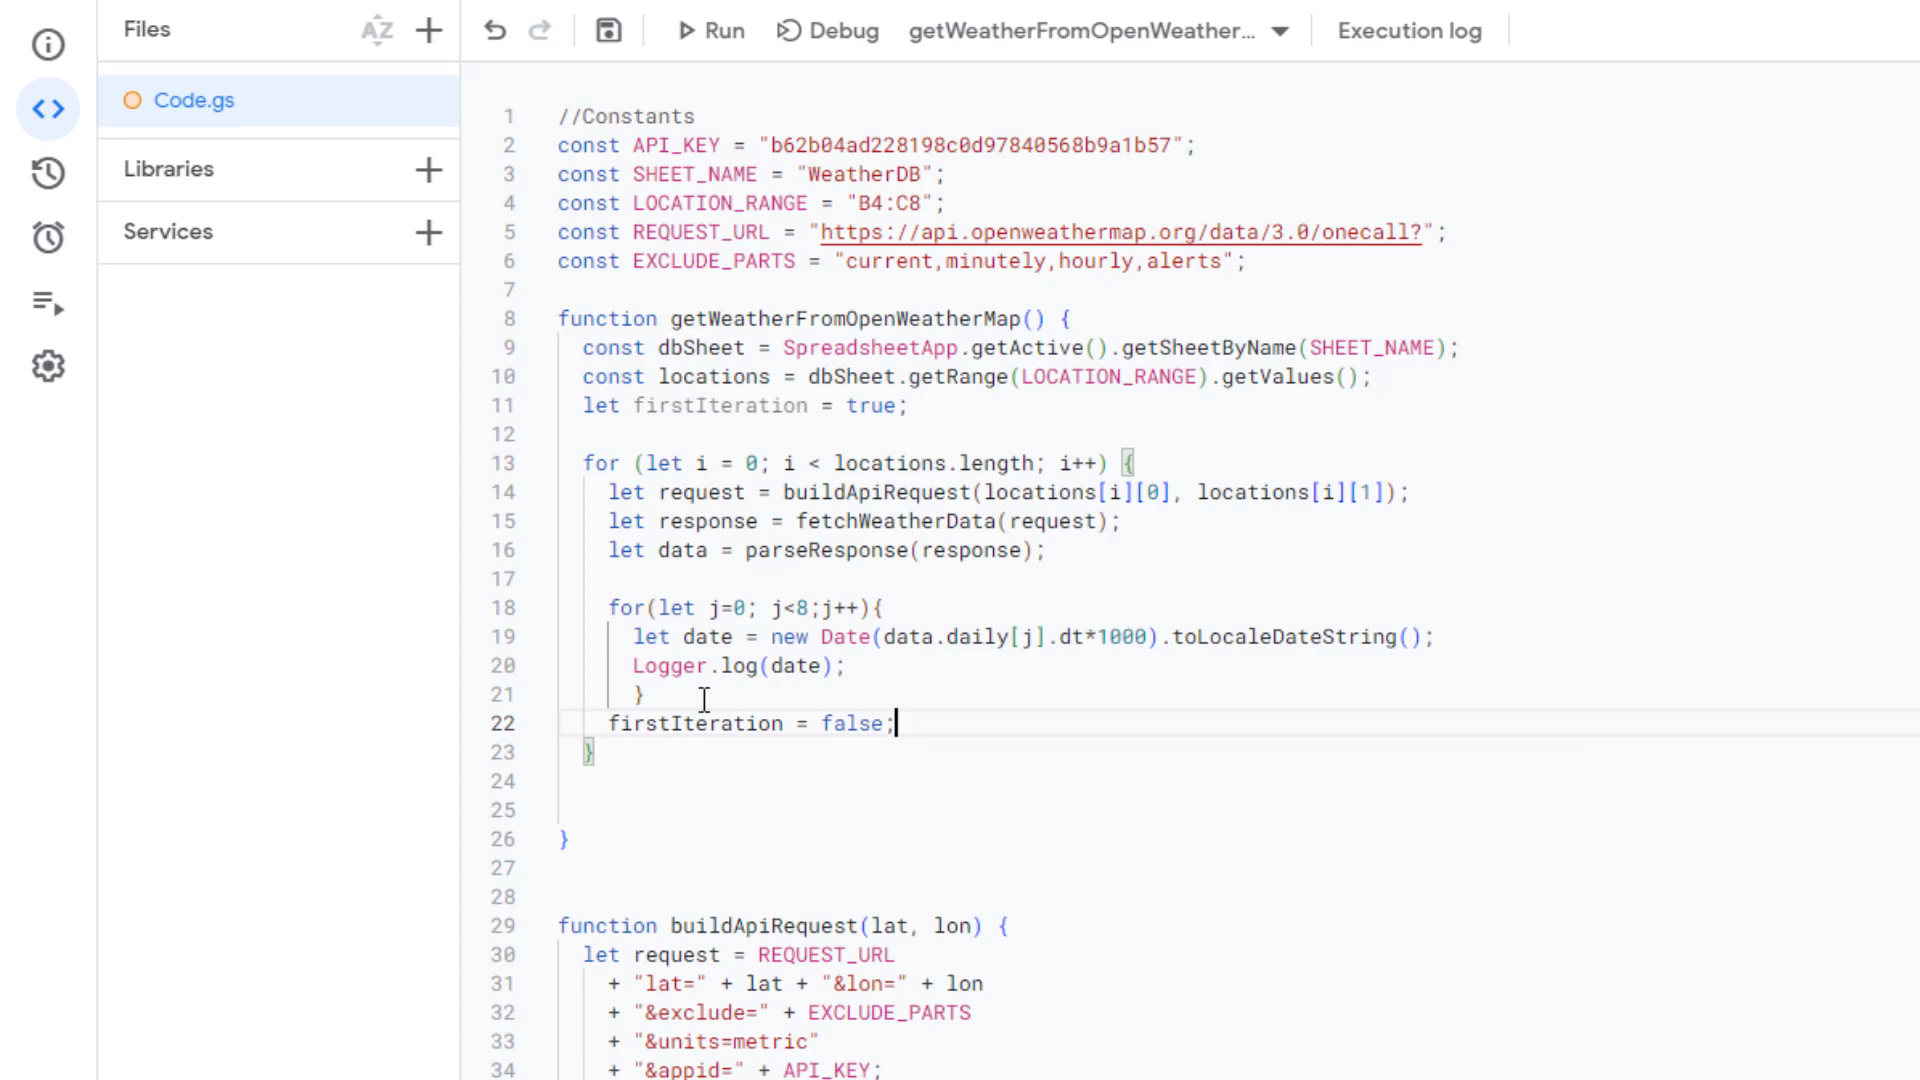 Files
AZ
Run
Debug
getWeatherFromOpenWeather...
Execution log
Code.gs
Libraries
Services
1 //Constants
2 const API_KEY = "b62b04ad228198c0d97840568b9a1b57";
3 const SHEET_NAME = "WeatherDB";
4 const LOCATION_RANGE = "B4:C8";
5 const REQUEST_URL = "https://api.openweathermap.org/data/3.0/onecall?";
6 const EXCLUDE_PARTS = "current,minutely,hourly,alerts";
7
8 function getWeatherFromOpenWeatherMap() {
9 const dbSheet = SpreadsheetApp.getActive().getSheetByName(SHEET_NAME);
10 const locations = dbSheet.getRange(LOCATION_RANGE).getValues();
11 let firstIteration = true;
12
13 for (let i = 0; i < locations.length; i++) {
14 let request = buildApiRequest(locations[i][0], locations[i][1]);
15 let response = fetchWeatherData(request);
16 let data = parseResponse(response);
17
18 for(let j=0; j<8;j++){
19 let date = new Date(data.daily[j].dt*1000).toLocaleDateString();
20 Logger.log(date);
21 }
22 firstIteration = false;
23 }
24
25
26 }
27
28
29 function buildApiRequest(lat, lon) {
30 let request = REQUEST_URL
31 + "lat=" + lat + "&lon=" + lon
32 + "&exclude=" + EXCLUDE_PARTS
33 + "&units=metric"
34 + "&appid=" + API_KEY;